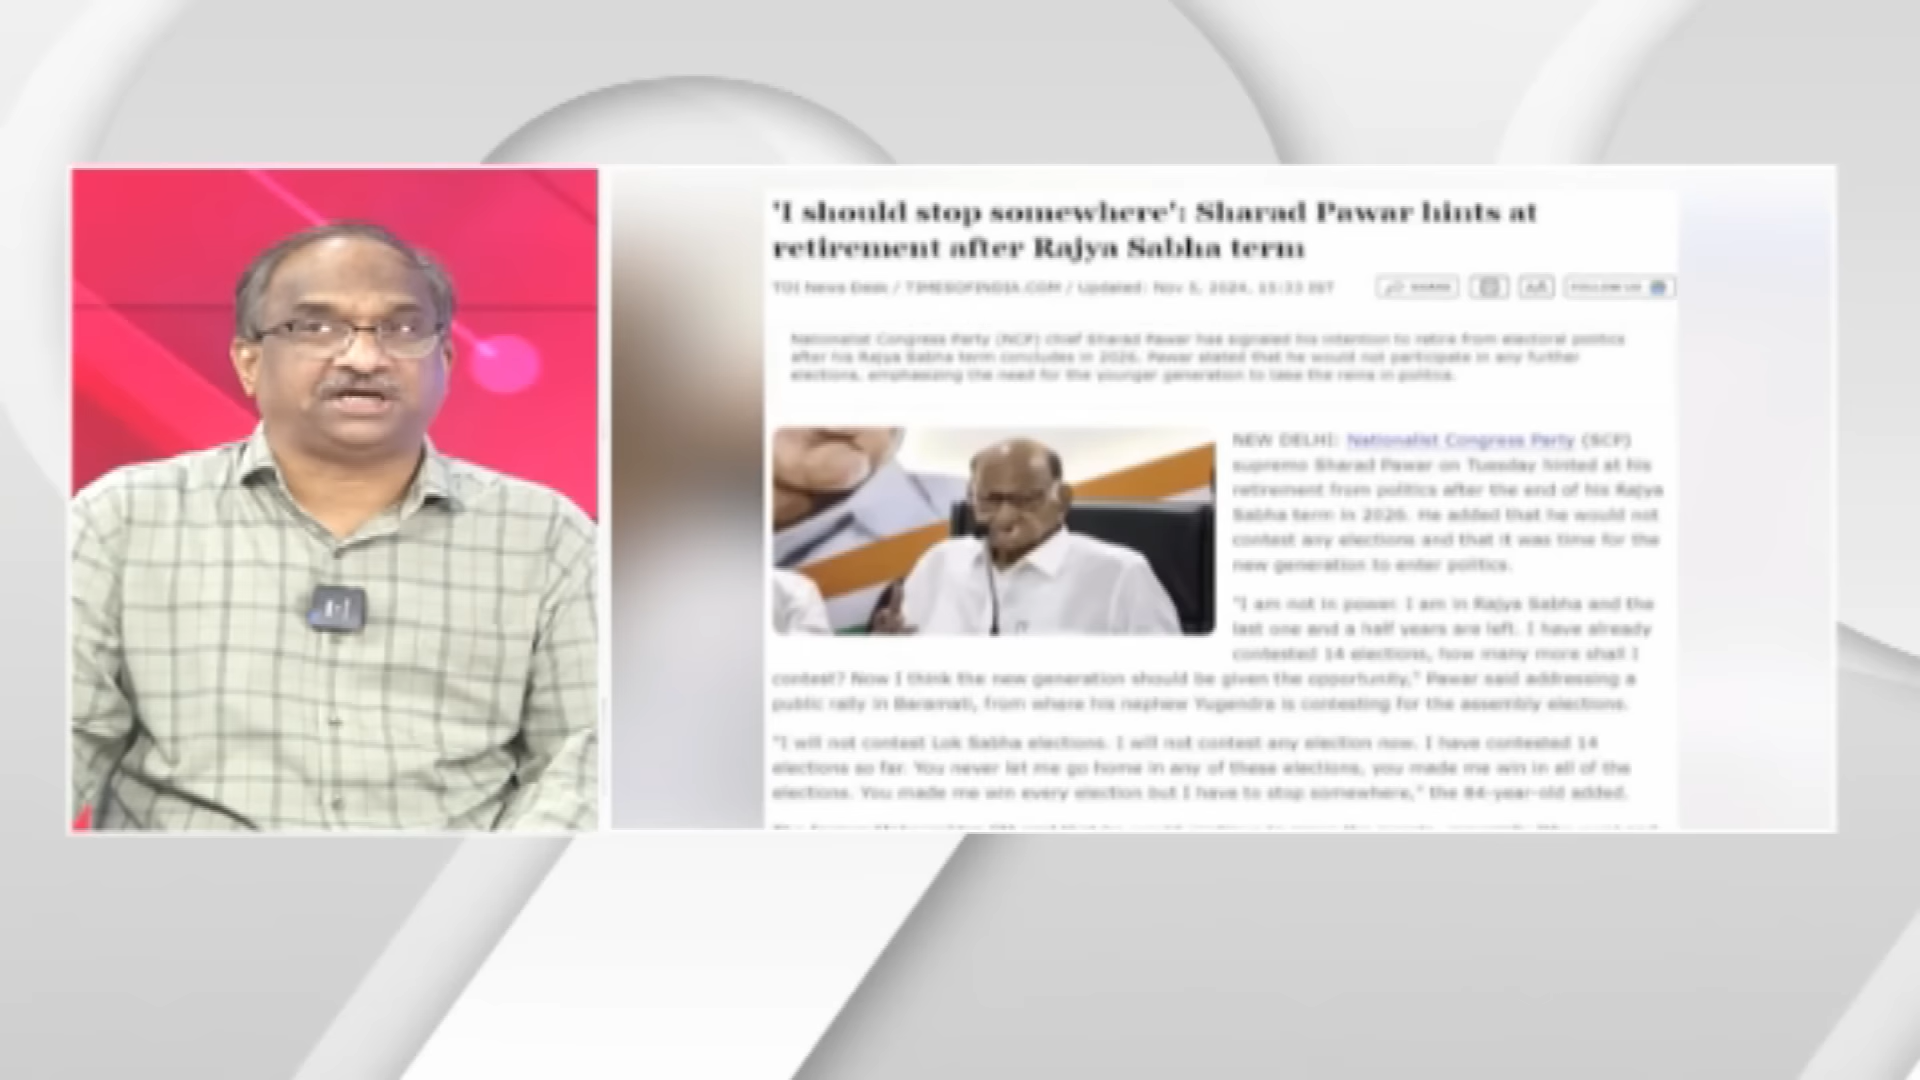 'I should stop somewhere': Sharad Pawar hints at
retirement after Rajya Sabha term
TOI News Desk / TIMESOFINDIA.COM / Updated: Nov 5, 2024, 15:33 IST
SHARE
AA
FOLLOW US
Nationalist Congress Party (NCP) chief Sharad Pawar has signaled his intention to retire from electoral politics
after his Rajya Sabha term concludes in 2026. Pawar stated that he would not participate in any further
elections, emphasizing the need for the younger generation to take the reins in politics.
NEW DELHI: Nationalist Congress Party (SCP)
supremo Sharad Pawar on Tuesday hinted at his
retirement from politics after the end of his Rajya
Sabha term in 2026. He added that he would not
contest any elections and that it was time for the
new generation to enter politics.
"I am not in power. I am in Rajya Sabha and the
last one and a half years are left. I have already
contested 14 elections, how many more shall I
contest? Now I think the new generation should be given the opportunity," Pawar said addressing a
public rally in Baramati, from where his nephew Yugendra is contesting for the assembly elections.
"I will not contest Lok Sabha elections. I will not contest any election now. I have contested 14
elections so far. You never let me go home in any of these elections, you made me win in all of the
elections. You made me win every election but I have to stop somewhere," the 84-year-old added.